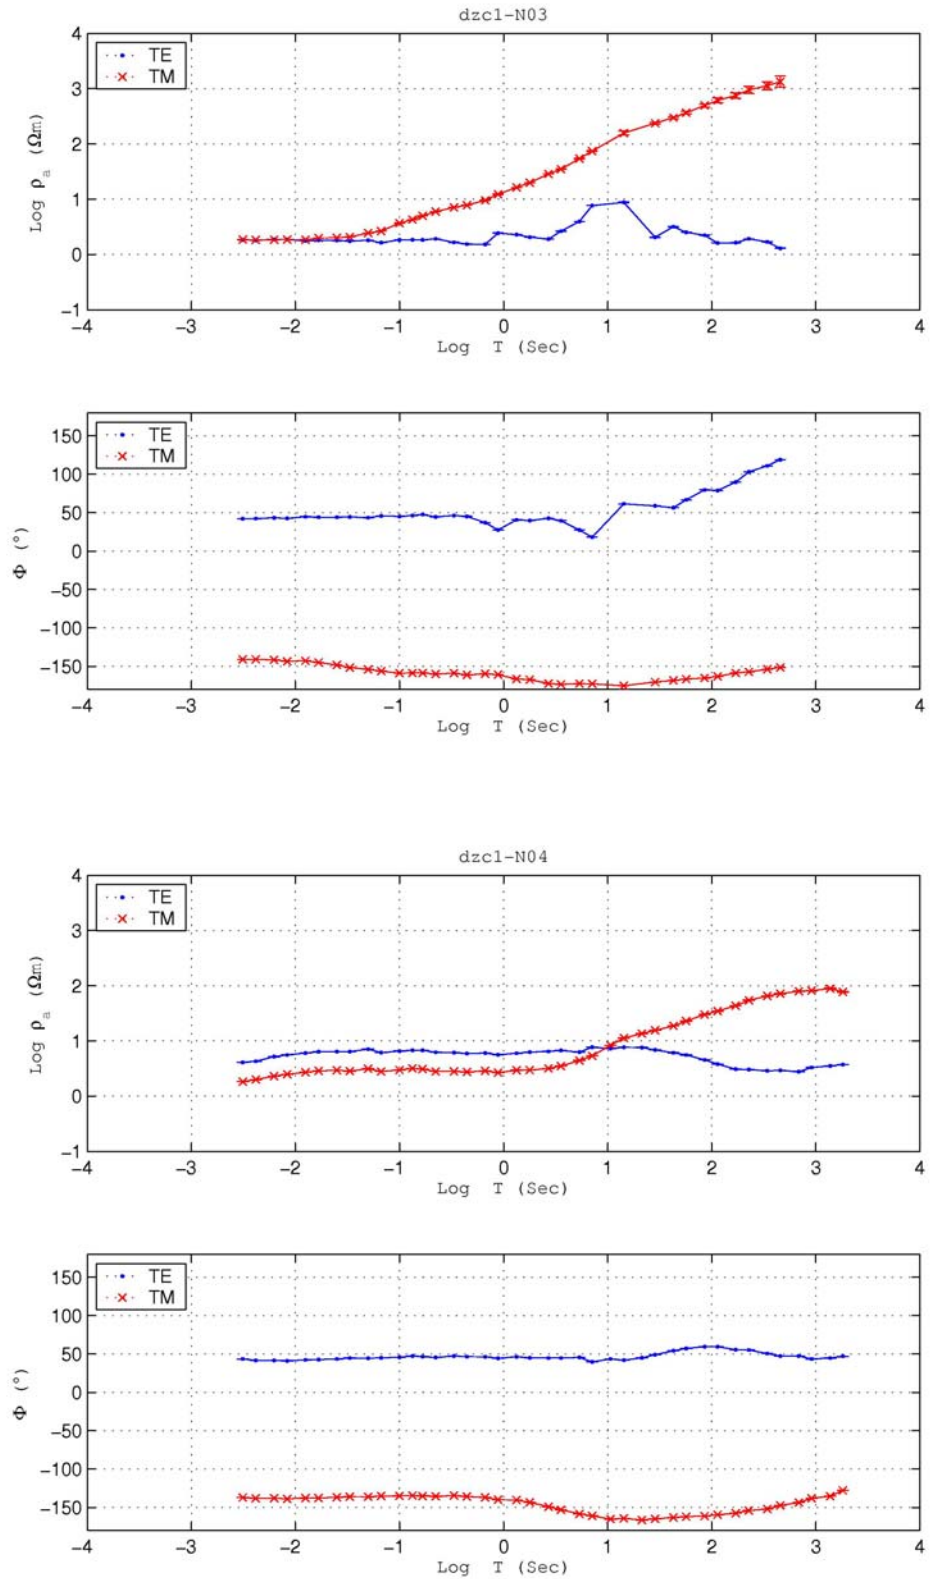 dzc1-N03
Log ρa (Ωm)
4
3
2
1
0
−1
TE
TM
−4 −3 −2 −1 0 1 2 3 4
Log T (Sec)
Φ (°)
150
100
50
0
−50
−100
−150
TE
TM
−4 −3 −2 −1 0 1 2 3 4
Log T (Sec)
dzc1-N04
Log ρa (Ωm)
4
3
2
1
0
−1
TE
TM
−4 −3 −2 −1 0 1 2 3 4
Log T (Sec)
Φ (°)
150
100
50
0
−50
−100
−150
TE
TM
−4 −3 −2 −1 0 1 2 3 4
Log T (Sec)